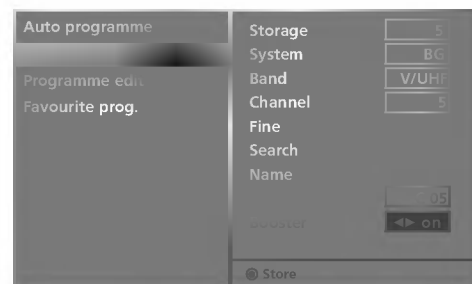 Auto programme
Programme edit
Favourite prog.
Storage 5
System BG
Band V/UHF
Channel 5
Fine
Search
Name
05
Booster ◀▶ on
Store